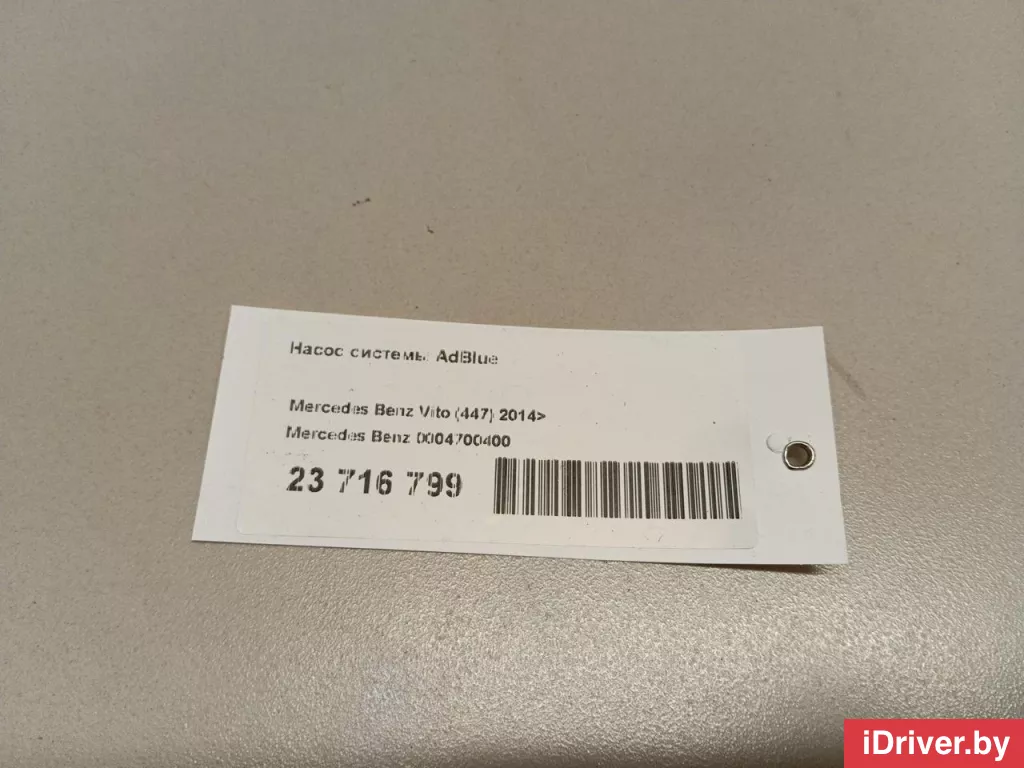 Насос системы AdBlue
Mercedes Benz Vito (447) 2014>
Mercedes Benz 0004700400
23 716 799
iDriver.by